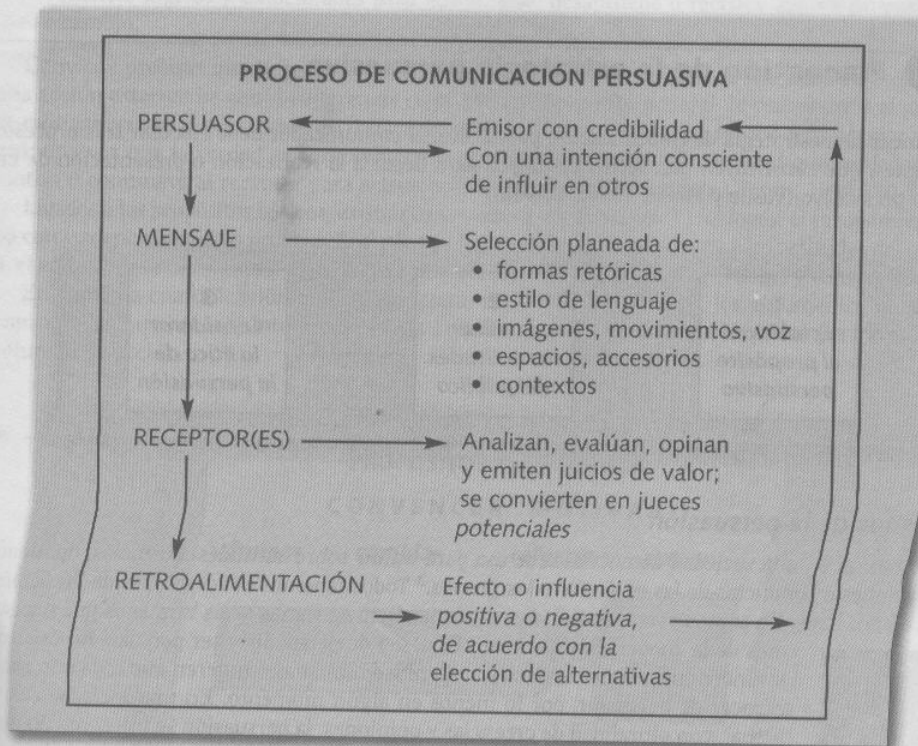 PROCESO DE COMUNICACIÓN PERSUASIVA
PERSUASOR
Emisor con credibilidad
Con una intención consciente
de influir en otros
MENSAJE
Selección planeada de:
• formas retóricas
• estilo de lenguaje
• imágenes, movimientos, voz
• espacios, accesorios
• contextos
RECEPTOR(ES)
Analizan, evalúan, opinan
y emiten juicios de valor;
se convierten en jueces
potenciales
RETROALIMENTACIÓN
Efecto o influencia
positiva o negativa,
de acuerdo con la
elección de alternativas